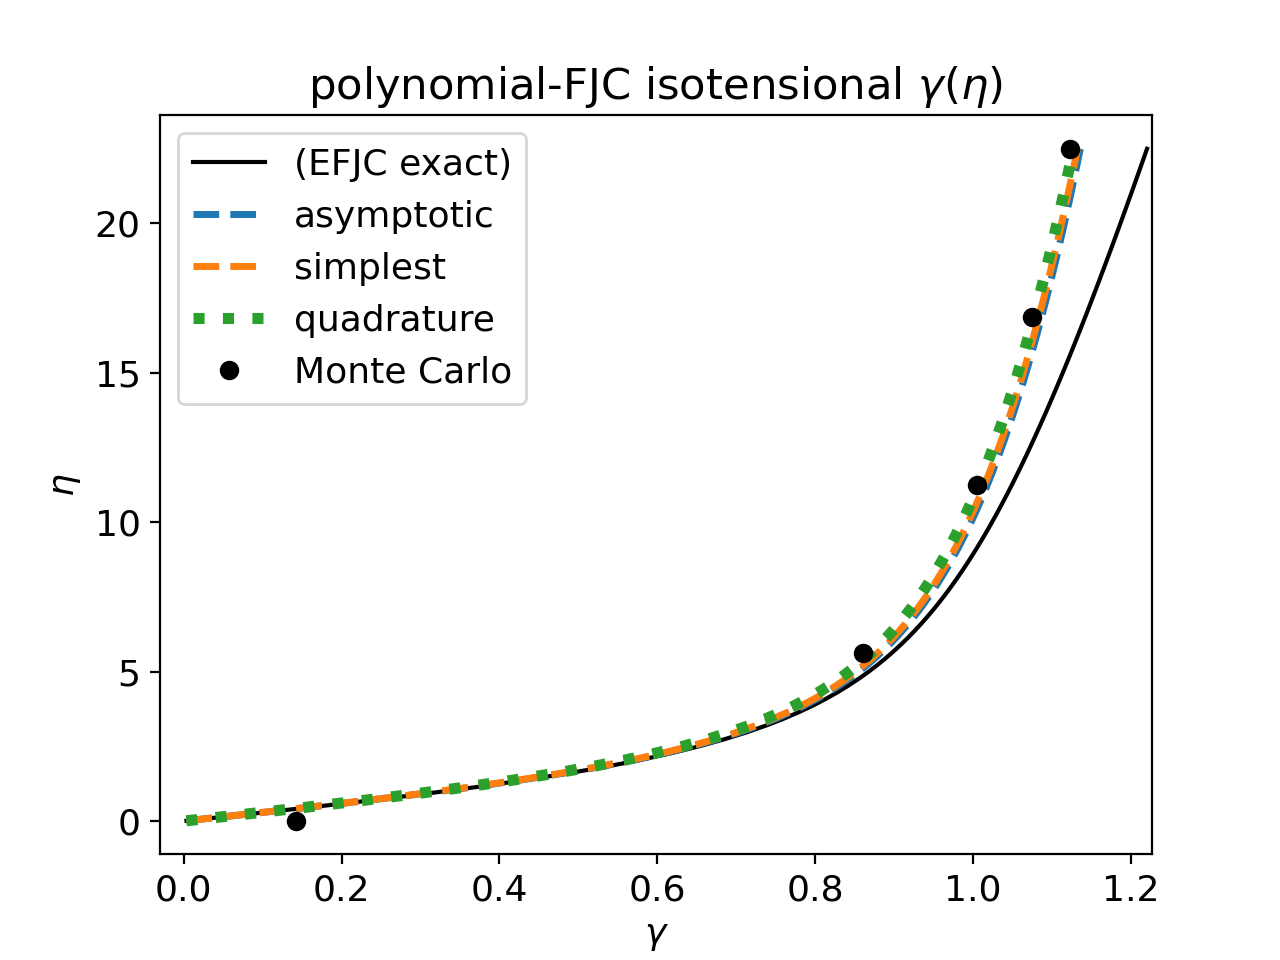 polynomial-FJC isotensional γ(η)
(EFJC exact)
asymptotic
simplest
quadrature
Monte Carlo
η
20
15
10
5
0
0.0 0.2 0.4 0.6 0.8 1.0 1.2
γ